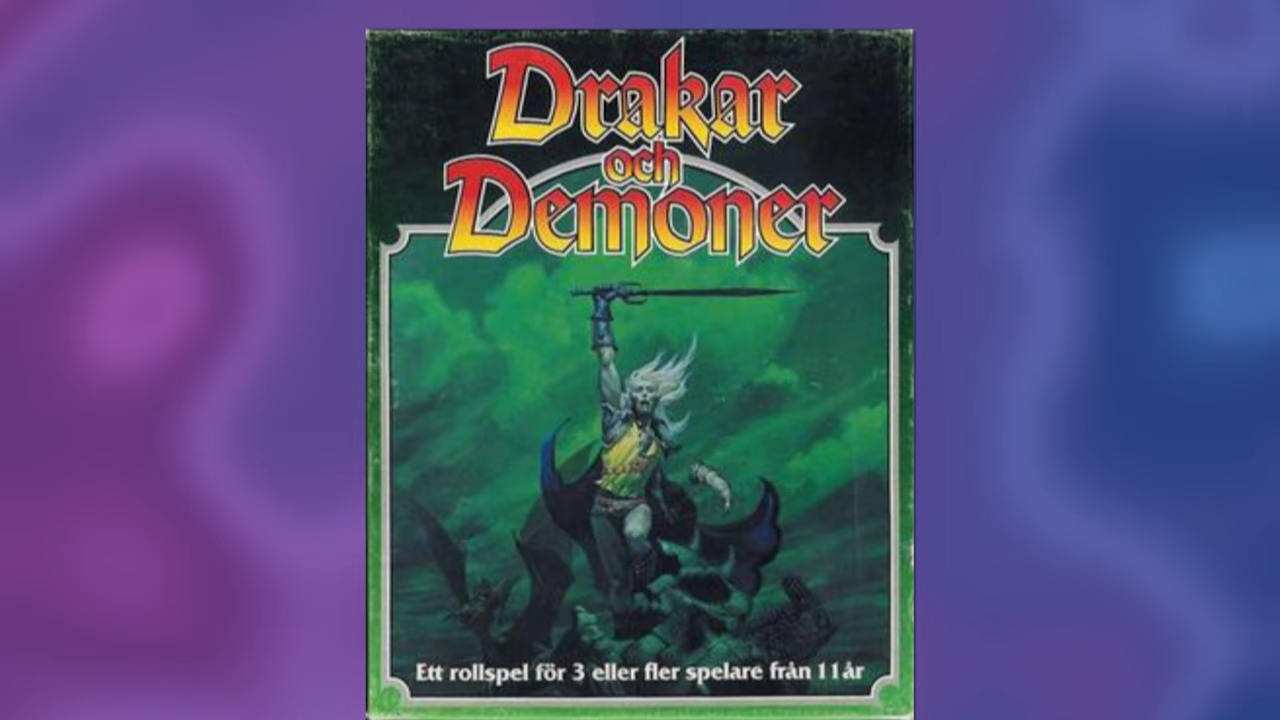 Drakar
och
Demoner
Ett rollspel för 3 eller fler spelare från 11 år